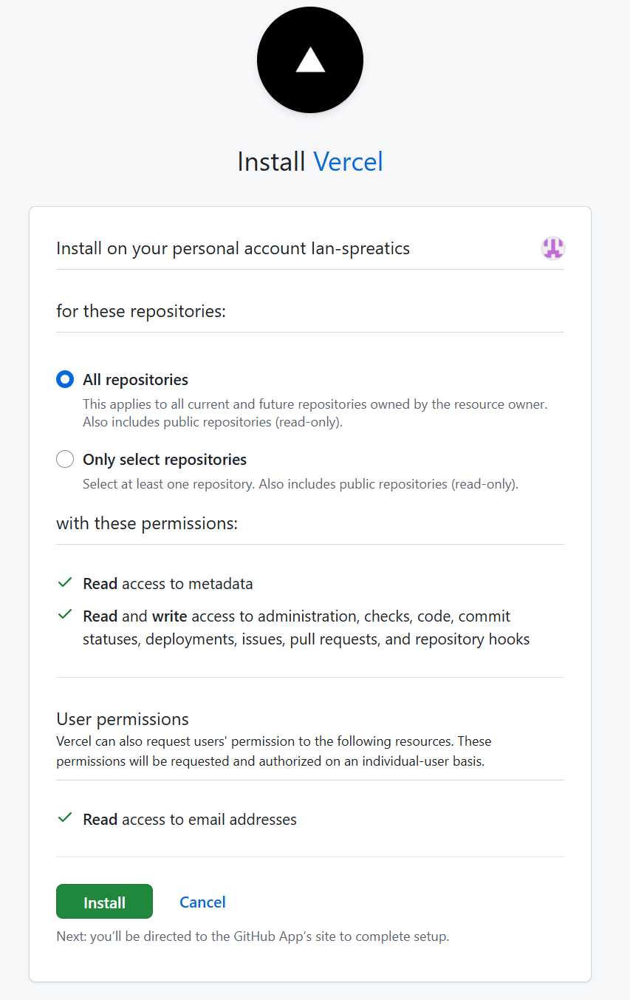 Install Vercel
Install on your personal account Ian-spreatics
for these repositories:
All repositories
This applies to all current and future repositories owned by the resource owner.
Also includes public repositories (read-only).
Only select repositories
Select at least one repository. Also includes public repositories (read-only).
with these permissions:
Read access to metadata
Read and write access to administration, checks, code, commit
statuses, deployments, issues, pull requests, and repository hooks
User permissions
Vercel can also request users' permission to the following resources. These
permissions will be requested and authorized on an individual-user basis.
Read access to email addresses
Install Cancel
Next: you’ll be directed to the GitHub App’s site to complete setup.